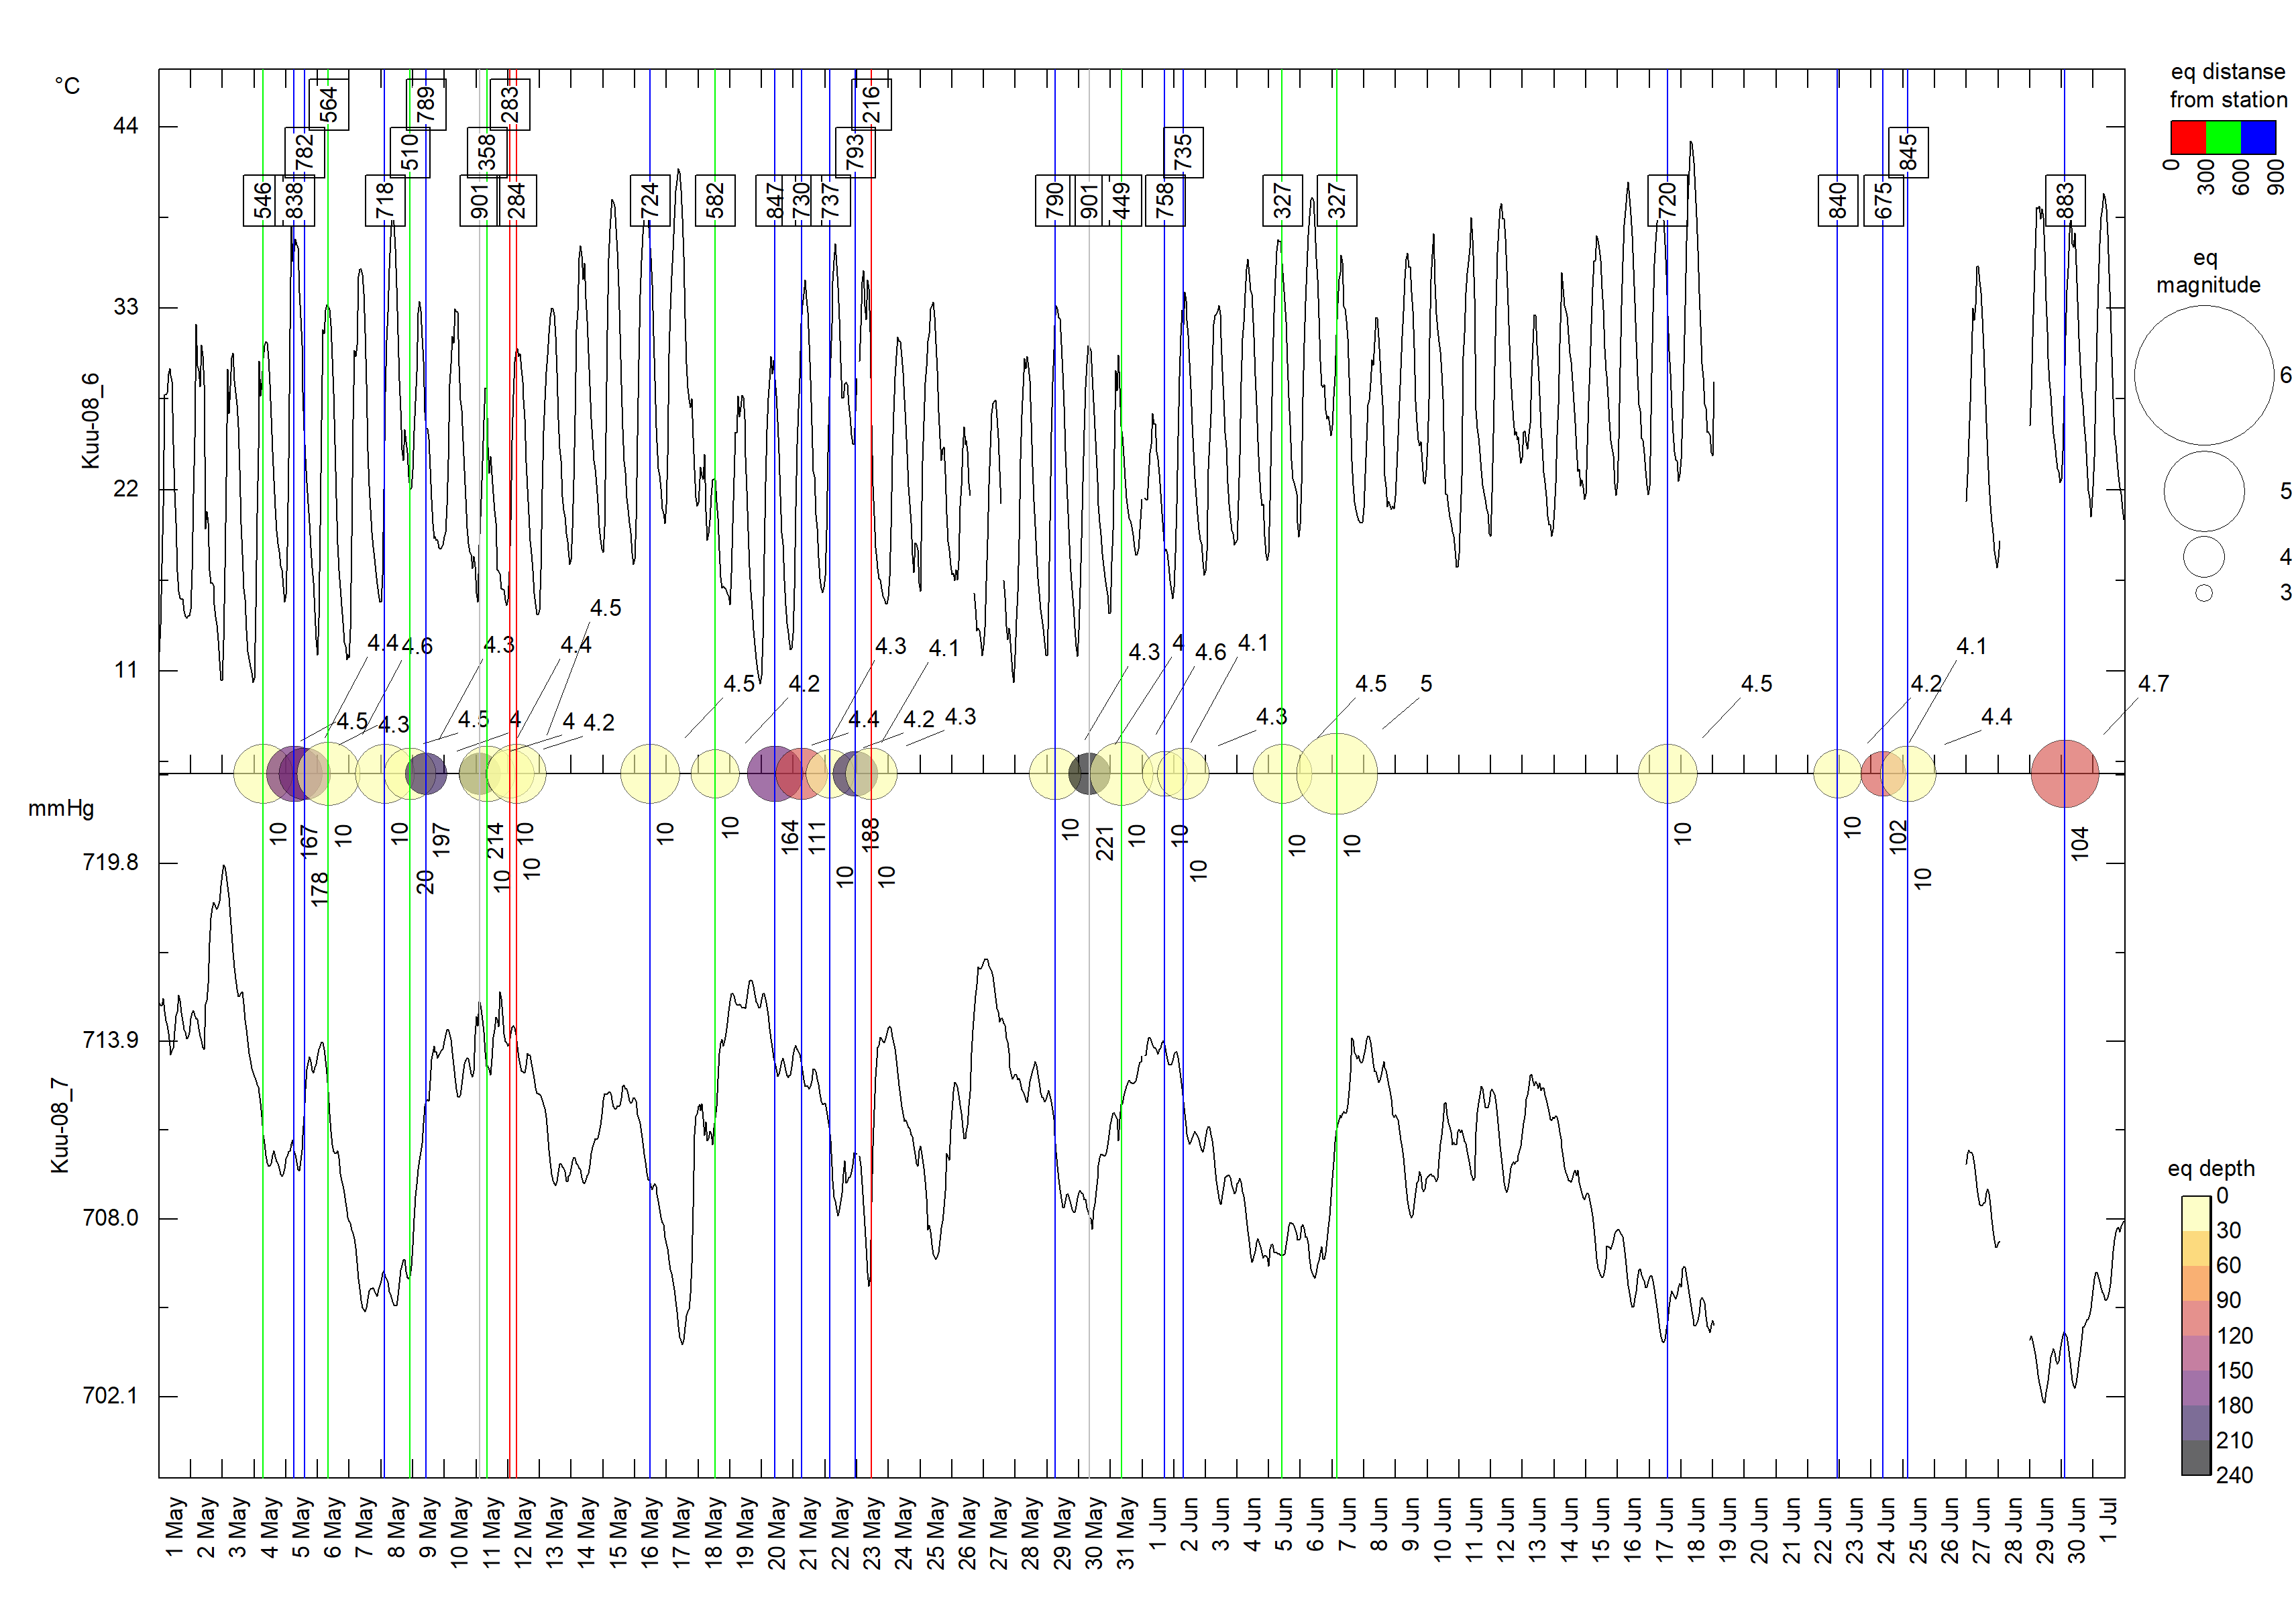 °C
eq distanse
from station
0
300
600
900
44
33
22
11
Kuu-08_6
564
789
283
216
782
510
358
793
735
845
546
838
718
901
284
724
582
847
730
737
790
901
449
758
327
327
720
840
675
883
eq
magnitude
6
5
4
3
4.5
4.4
4.6
4.3
4.4
4.3
4.1
4.3
4
4.6
4.1
4.1
4.5
4.2
4.5
5
4.5
4.2
4.7
4.5
4.3
4.5
4
4
4.2
4.4
4.2
4.3
4.3
4.4
mmHg
10
167
10
10
197
214
10
10
10
164
111
188
10
221
10
10
10
10
10
10
102
104
178
20
10
10
10
10
10
10
719.8
713.9
708.0
702.1
Kuu-08_7
eq depth
0
30
60
90
120
150
180
210
240
1 May
2 May
3 May
4 May
5 May
6 May
7 May
8 May
9 May
10 May
11 May
12 May
13 May
14 May
15 May
16 May
17 May
18 May
19 May
20 May
21 May
22 May
23 May
24 May
25 May
26 May
27 May
28 May
29 May
30 May
31 May
1 Jun
2 Jun
3 Jun
4 Jun
5 Jun
6 Jun
7 Jun
8 Jun
9 Jun
10 Jun
11 Jun
12 Jun
13 Jun
14 Jun
15 Jun
16 Jun
17 Jun
18 Jun
19 Jun
20 Jun
21 Jun
22 Jun
23 Jun
24 Jun
25 Jun
26 Jun
27 Jun
28 Jun
29 Jun
30 Jun
1 Jul